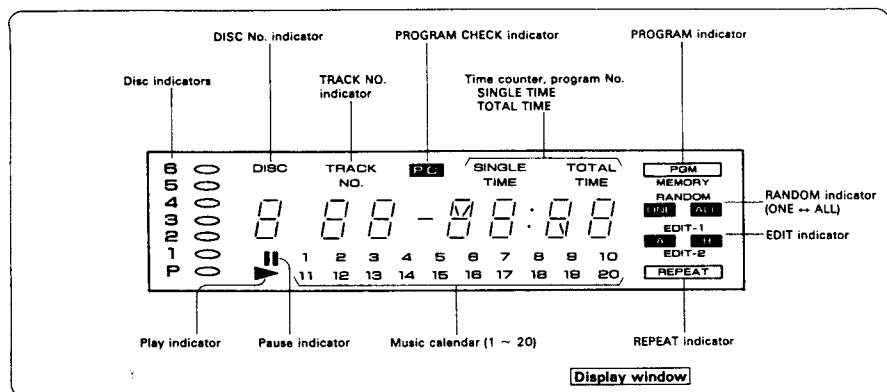 DISC No. indicator
PROGRAM CHECK indicator
PROGRAM indicator
Disc indicators
TRACK NO.
indicator
Time counter, program No.
SINGLE TIME
TOTAL TIME
6
DISC
TRACK
NO.
PC
SINGLE
TIME
TOTAL
TIME
PGM
5
MEMORY
4
RANDOM
3
ONE
ALL
RANDOM indicator
(ONE ↔ ALL)
2
EDIT-1
A
B
EDIT indicator
EDIT-2
1
1 2 3 4 5 6 7 8 9 10
P
11 12 13 14 15 16 17 18 19 20
REPEAT
Play indicator
Pause indicator
Music calendar (1 ~ 20)
REPEAT indicator
Display window